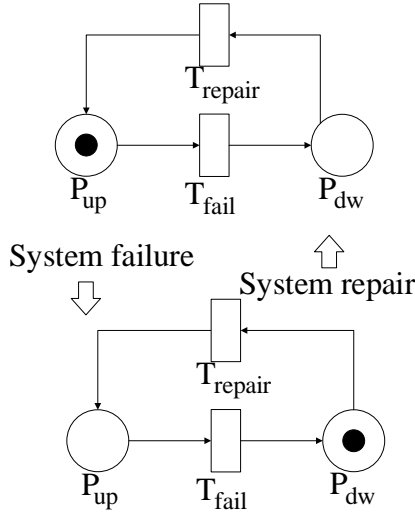 T_repair
P_up
T_fail
P_dw
System failure
System repair
T_repair
P_up
T_fail
P_dw